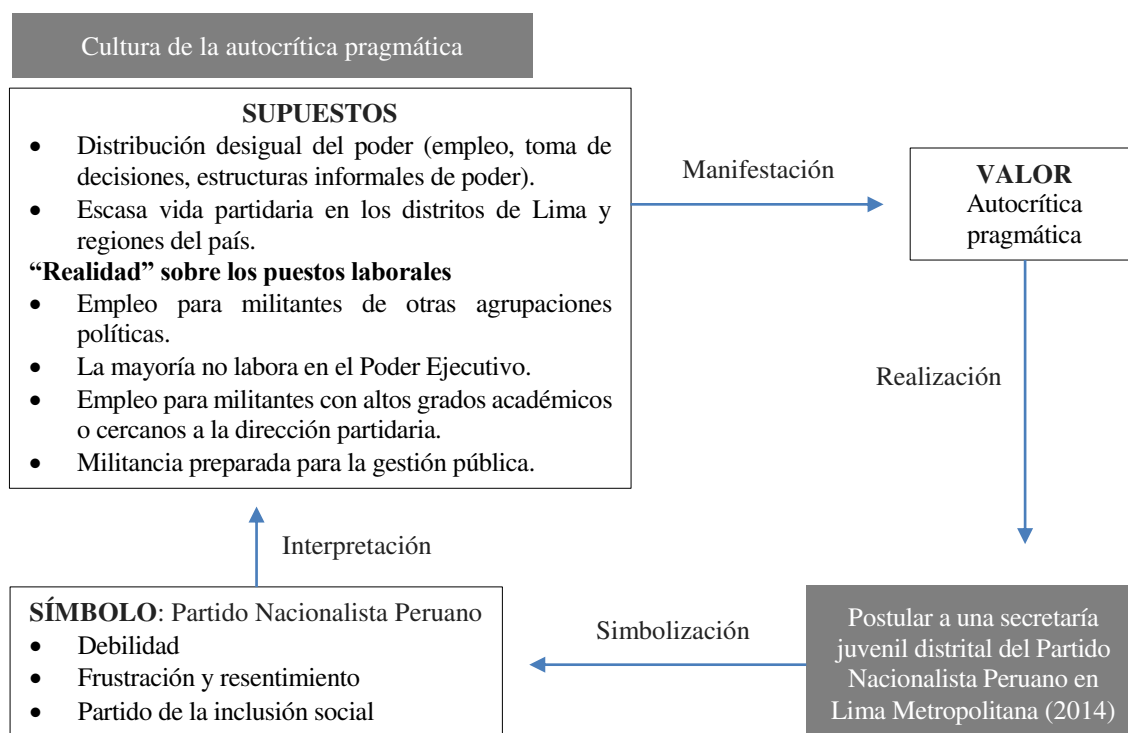 Cultura de la autocrítica pragmática
SUPUESTOS
• Distribución desigual del poder (empleo, toma de
decisiones, estructuras informales de poder).
• Escasa vida partidaria en los distritos de Lima y
regiones del país.
“Realidad” sobre los puestos laborales
• Empleo para militantes de otras agrupaciones
políticas.
• La mayoría no labora en el Poder Ejecutivo.
• Empleo para militantes con altos grados académicos
o cercanos a la dirección partidaria.
• Militancia preparada para la gestión pública.
Manifestación
VALOR
Autocrítica
pragmática
Realización
Postular a una secretaría
juvenil distrital del Partido
Nacionalista Peruano en
Lima Metropolitana (2014)
Simbolización
SÍMBOLO: Partido Nacionalista Peruano
• Debilidad
• Frustración y resentimiento
• Partido de la inclusión social
Interpretación